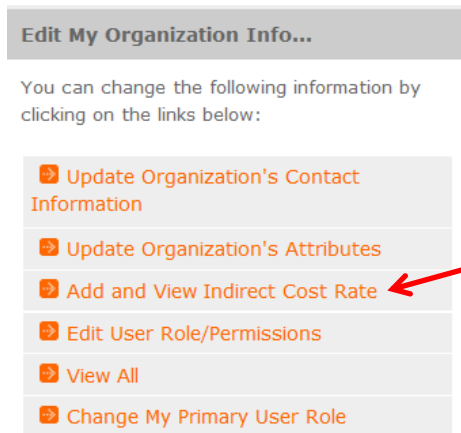 Edit My Organization Info...
You can change the following information by
clicking on the links below:
Update Organization's Contact
Information
Update Organization's Attributes
Add and View Indirect Cost Rate
Edit User Role/Permissions
View All
Change My Primary User Role